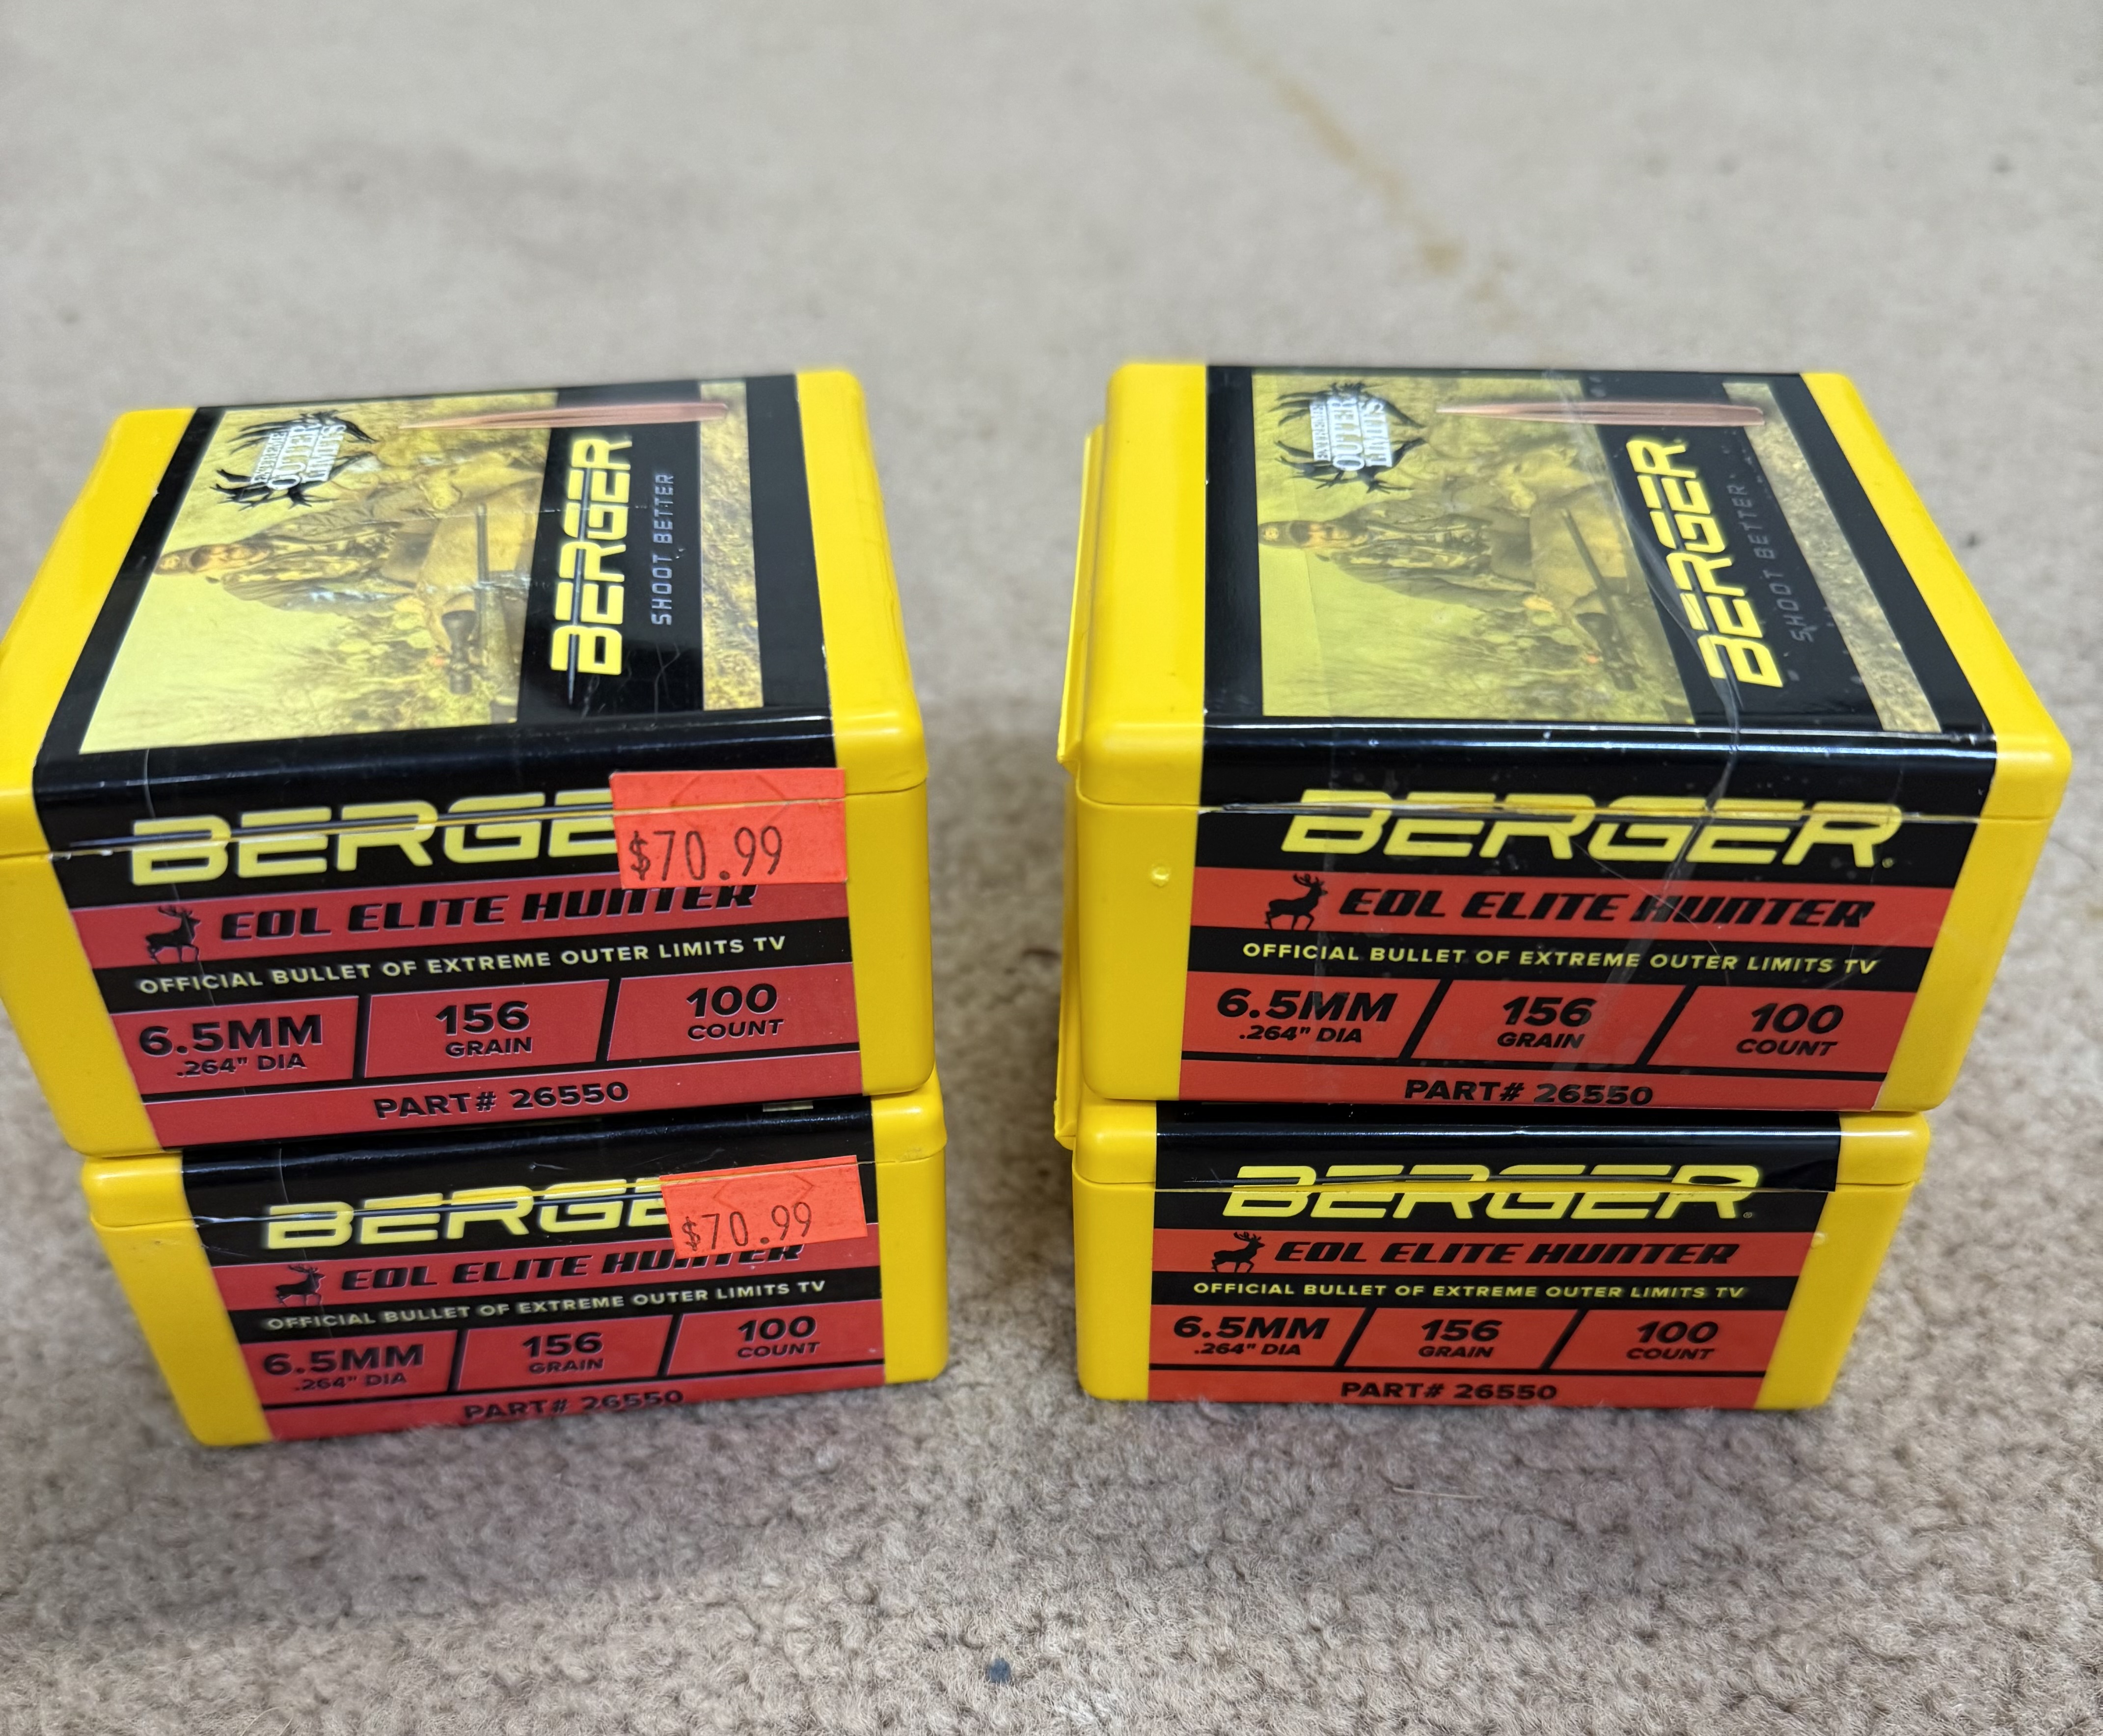 EXTREME
OUTER
LIMITS
BERGER
SHOOT BETTER
BERGE
$70.99
EOL ELITE HUNTER
OFFICIAL BULLET OF EXTREME OUTER LIMITS TV
6.5MM
.264" DIA
156
GRAIN
100
COUNT
PART# 26550
BERGE
$70.99
EOL ELITE HUNTER
OFFICIAL BULLET OF EXTREME OUTER LIMITS TV
6.5MM
.264" DIA
156
GRAIN
100
COUNT
PART# 26550
EXTREME
OUTER
LIMITS
BERGER
SHOOT BETTER
BERGER
EOL ELITE HUNTER
OFFICIAL BULLET OF EXTREME OUTER LIMITS TV
6.5MM
.264" DIA
156
GRAIN
100
COUNT
PART# 26550
BERGER
EOL ELITE HUNTER
OFFICIAL BULLET OF EXTREME OUTER LIMITS TV
6.5MM
.264" DIA
156
GRAIN
100
COUNT
PART# 26550